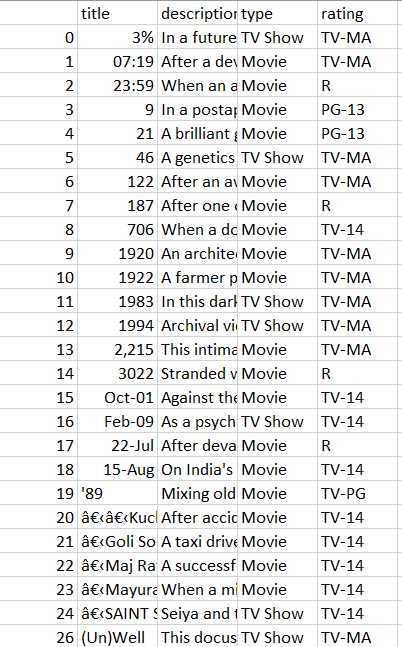 title description type rating
0 3% In a future TV Show TV-MA
1 07:19 After a dev Movie TV-MA
2 23:59 When an a Movie R
3 9 In a postap Movie PG-13
4 21 A brilliant g Movie PG-13
5 46 A genetics TV Show TV-MA
6 122 After an aw Movie TV-MA
7 187 After one Movie R
8 706 When a do Movie TV-14
9 1920 An archite Movie TV-MA
10 1922 A farmer p Movie TV-MA
11 1983 In this dark TV Show TV-MA
12 1994 Archival vi TV Show TV-MA
13 2,215 This intima Movie TV-MA
14 3022 Stranded w Movie R
15 Oct-01 Against the Movie TV-14
16 Feb-09 As a psych TV Show TV-14
17 22-Jul After deva Movie R
18 15-Aug On India's Movie TV-14
19 '89 Mixing old Movie TV-PG
20 â€‹â€‹Kuch After accid Movie TV-14
21 â€‹Goli So A taxi drive Movie TV-14
22 â€‹Maj Ra A successf Movie TV-14
23 â€‹Mayura When a mi Movie TV-14
24 â€‹SAINT S Seiya and t TV Show TV-14
26 (Un)Well This docus TV Show TV-MA